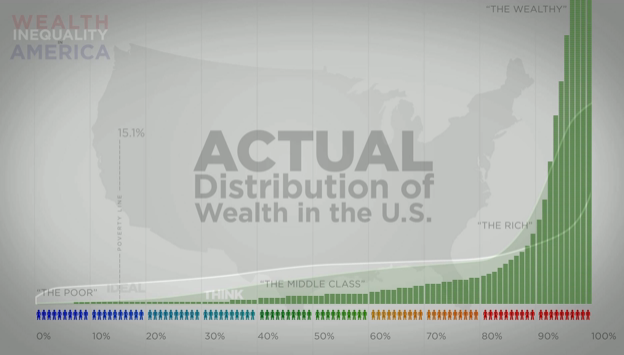 WEALTH
INEQUALITY
AMERICA
"THE WEALTHY"
15.1%
POVERTY LINE
ACTUAL
Distribution of
Wealth in the U.S.
"THE RICH"
"THE POOR"
IDEAL
THINK
"THE MIDDLE CLASS"
0% 10% 20% 30% 40% 50% 60% 70% 80% 90% 100%